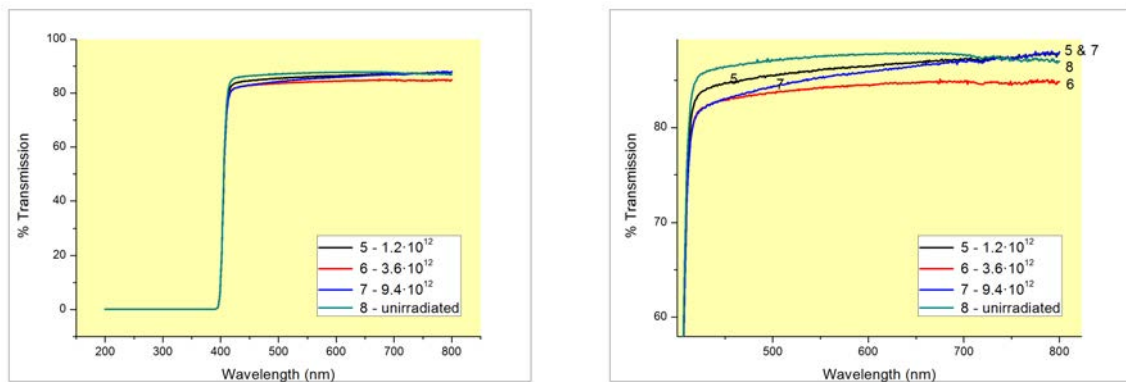 100
80
60
40
20
0
% Transmission
200 300 400 500 600 700 800
Wavelength (nm)
5 - 1.2·10¹²
6 - 3.6·10¹²
7 - 9.4·10¹²
8 - unirradiated
90
80
70
60
% Transmission
500 600 700 800
Wavelength (nm)
5
7
5 & 7
8
6
5 - 1.2·10¹²
6 - 3.6·10¹²
7 - 9.4·10¹²
8 - unirradiated